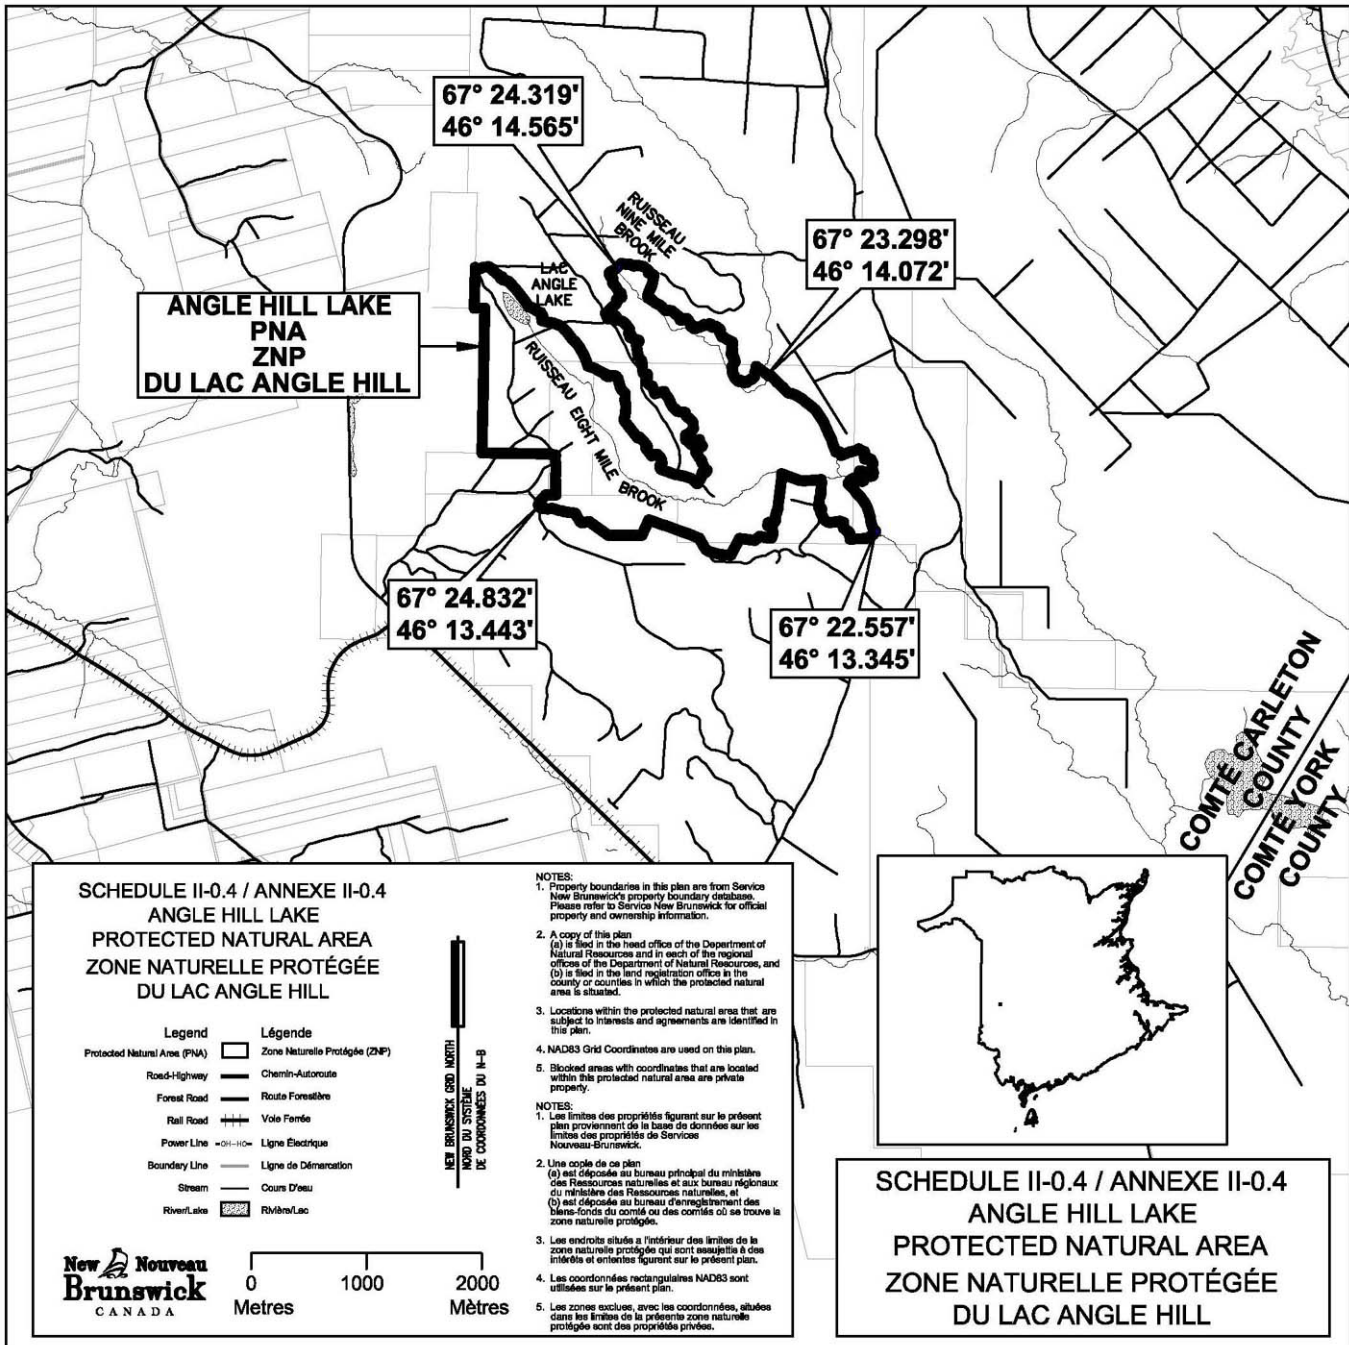 67° 24.319'
46° 14.565'
RUISSEAU
NINE MILE
BROOK
67° 23.298'
46° 14.072'
LAC
ANGLE
LAKE
ANGLE HILL LAKE
PNA
ZNP
DU LAC ANGLE HILL
RUISSEAU EIGHT MILE BROOK
67° 24.832'
46° 13.443'
67° 22.557'
46° 13.345'
COMTÉ CARLETON
COUNTY
COMTÉ YORK
COUNTY
SCHEDULE II-0.4 / ANNEXE II-0.4
ANGLE HILL LAKE
PROTECTED NATURAL AREA
ZONE NATURELLE PROTÉGÉE
DU LAC ANGLE HILL
Legend Légende
Protected Natural Area (PNA) Zone Naturelle Protégée (ZNP)
Road-Highway Chemin-Autoroute
Forest Road Route Forestière
Rail Road Voie Ferrée
Power Line -OH-HO- Ligne Électrique
Boundary Line Ligne de Démarcation
Stream Cours D'eau
River/Lake Rivière/Lac
NEW BRUNSWICK GRID NORTH
NORD DU SYSTÈME
DE COORDONNÉES DU N-B
New Nouveau
Brunswick
CANADA
0 1000 2000
Metres Mètres
NOTES:
1. Property boundaries in this plan are from Service
New Brunswick's property boundary database.
Please refer to Service New Brunswick for official
property and ownership information.
2. A copy of this plan
(a) is filed in the head office of the Department of
Natural Resources and in each of the regional
offices of the Department of Natural Resources, and
(b) is filed in the land registration office in the
county or counties in which the protected natural
area is situated.
3. Locations within the protected natural area that are
subject to interests and agreements are identified in
this plan.
4. NAD83 Grid Coordinates are used on this plan.
5. Blocked areas with coordinates that are located
within this protected natural area are private
property.
NOTES:
1. Les limites des propriétés figurant sur le présent
plan proviennent de la base de données sur les
limites des propriétés de Services
Nouveau-Brunswick.
2. Une copie de ce plan
(a) est déposée au bureau principal du ministère
des Ressources naturelles et aux bureau régionaux
du ministère des Ressources naturelles, et
(b) est déposée au bureau d'enregistrement des
biens-fonds du comté ou des comtés où se trouve la
zone naturelle protégée.
3. Les endroits situés a l'intérieur des limites de la
zone naturelle protégée qui sont assujettis à des
intérêts et ententes figurent sur le présent plan.
4. Les coordonnées rectangulaires NAD83 sont
utilisées sur le présent plan.
5. Les zones exclues, avec les coordonnées, situées
dans les limites de la présente zone naturelle
protégée sont des propriétés privées.
SCHEDULE II-0.4 / ANNEXE II-0.4
ANGLE HILL LAKE
PROTECTED NATURAL AREA
ZONE NATURELLE PROTÉGÉE
DU LAC ANGLE HILL